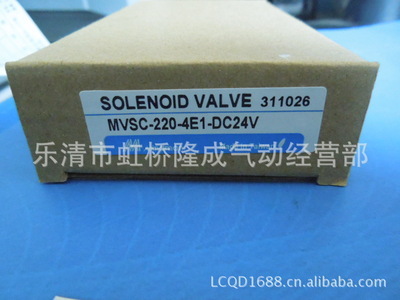 SOLENOID VALVE 311026
MVSC-220-4E1-DC24V
乐清市虹桥隆成气动经营部
LCQD1688.cn.alibaba.com